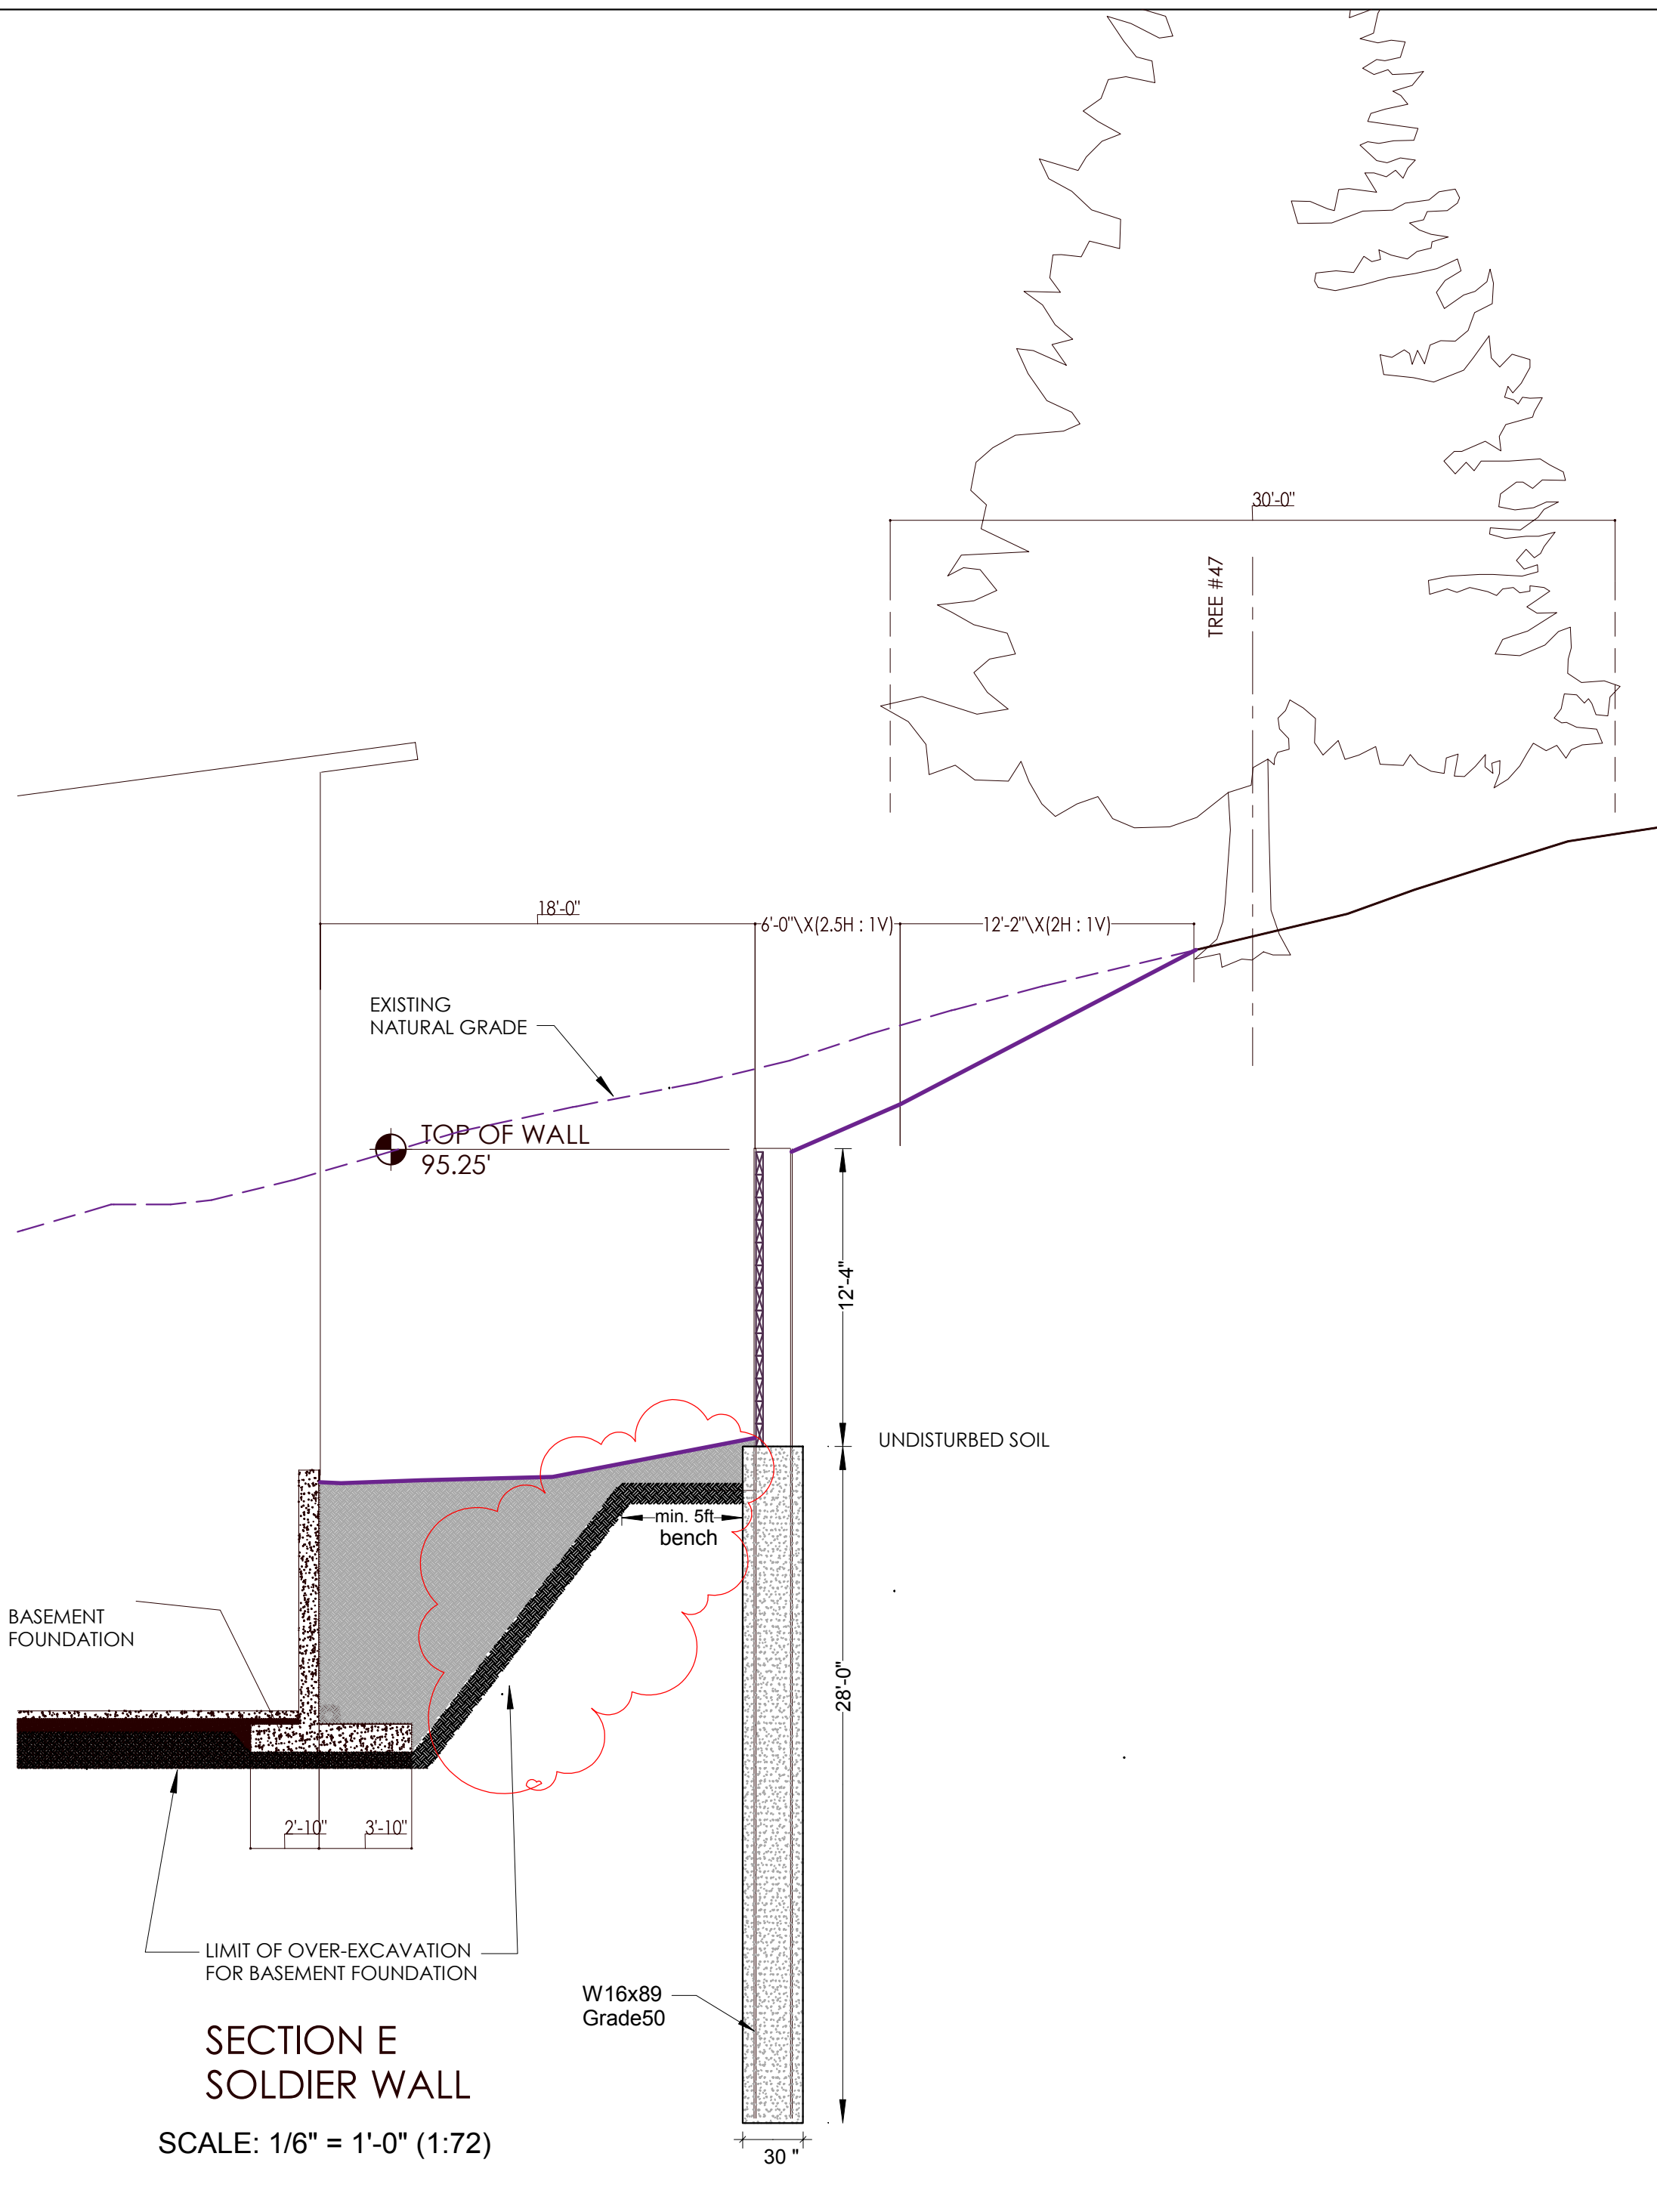 30'-0"
TREE #47
18'-0"
6'-0"\X(2.5H : 1V)
12'-2"\X(2H : 1V)
EXISTING
NATURAL GRADE
TOP OF WALL
95.25'
12'-4"
UNDISTURBED SOIL
min. 5ft
bench
BASEMENT
FOUNDATION
28'-0"
2'-10"
3'-10"
LIMIT OF OVER-EXCAVATION
FOR BASEMENT FOUNDATION
W16x89
Grade50
SECTION E
SOLDIER WALL
SCALE: 1/6" = 1'-0" (1:72)
30 "